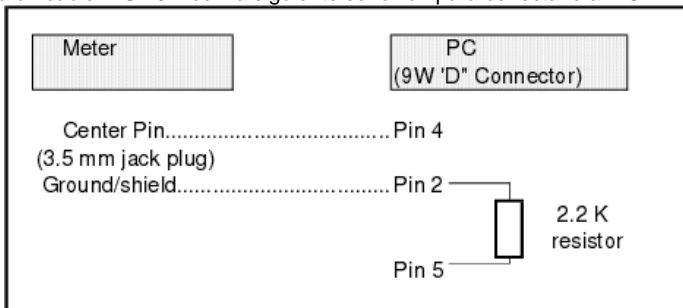 Meter PC
(9W 'D" Connector)
Center Pin....................................... Pin 4
(3.5 mm jack plug)
Ground/shield..................................... Pin 2
2.2 K
resistor
Pin 5